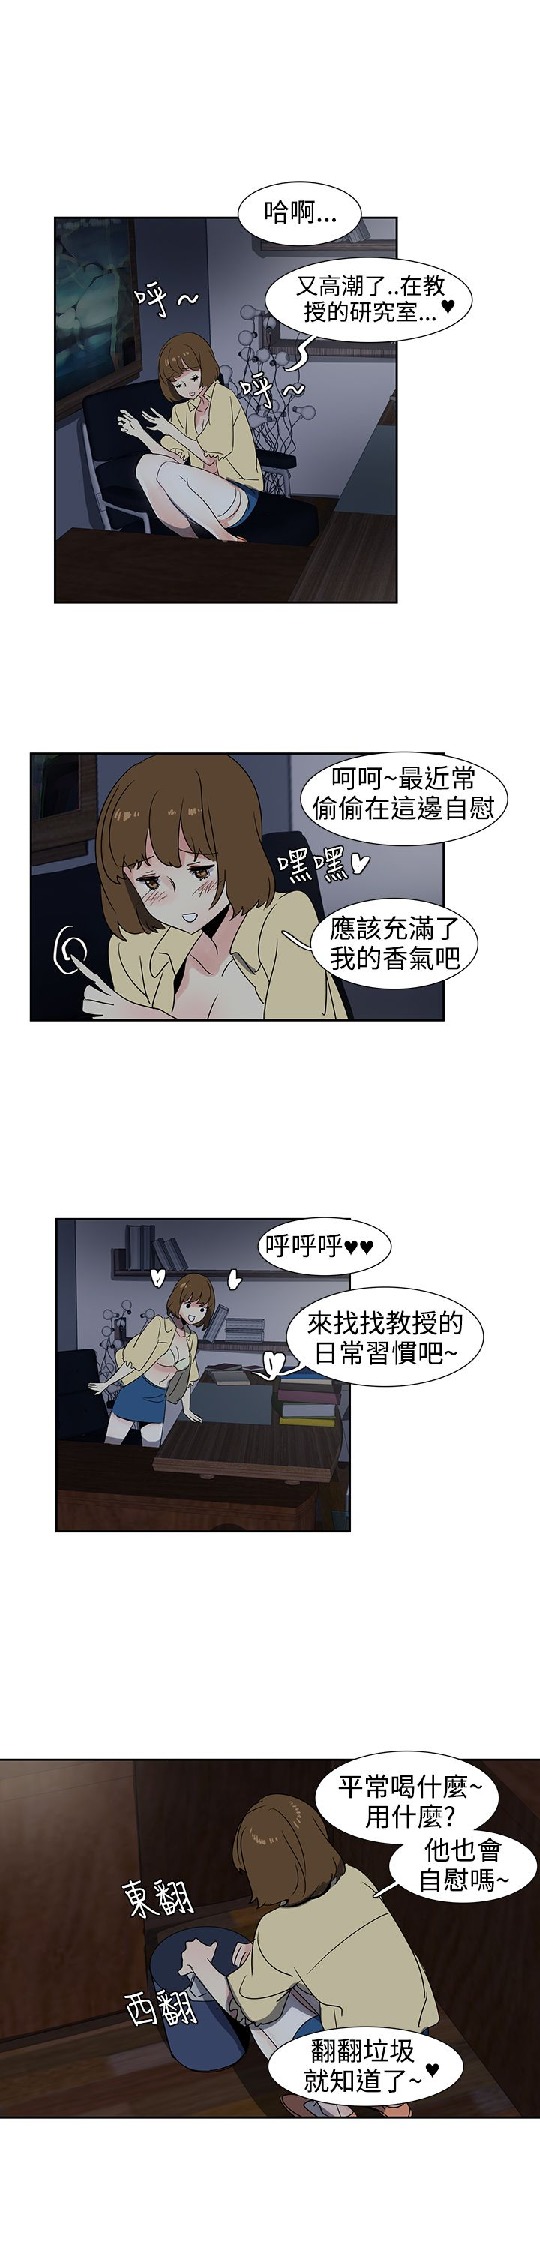 哈啊...
又高潮了..在教
授的研究室...♥
呼~
呼~
呵呵~最近常
偷偷在這邊自慰
嘿嘿♥
應該充滿了
我的香氣吧
呼呼呼♥♥
來找找教授的
日常習慣吧~
平常喝什麼~
用什麼?
他也會
自慰嗎~
東翻
西翻
翻翻垃圾
就知道了~♥